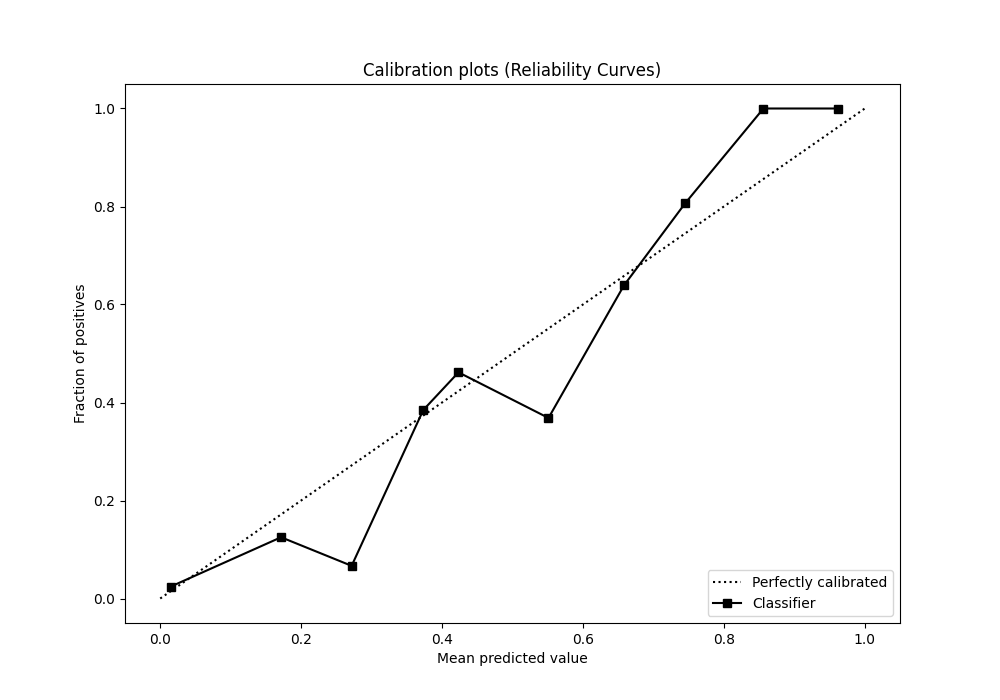 Calibration plots (Reliability Curves)
Fraction of positives
1.0
0.8
0.6
0.4
0.2
0.0
Perfectly calibrated
Classifier
0.0 0.2 0.4 0.6 0.8 1.0
Mean predicted value